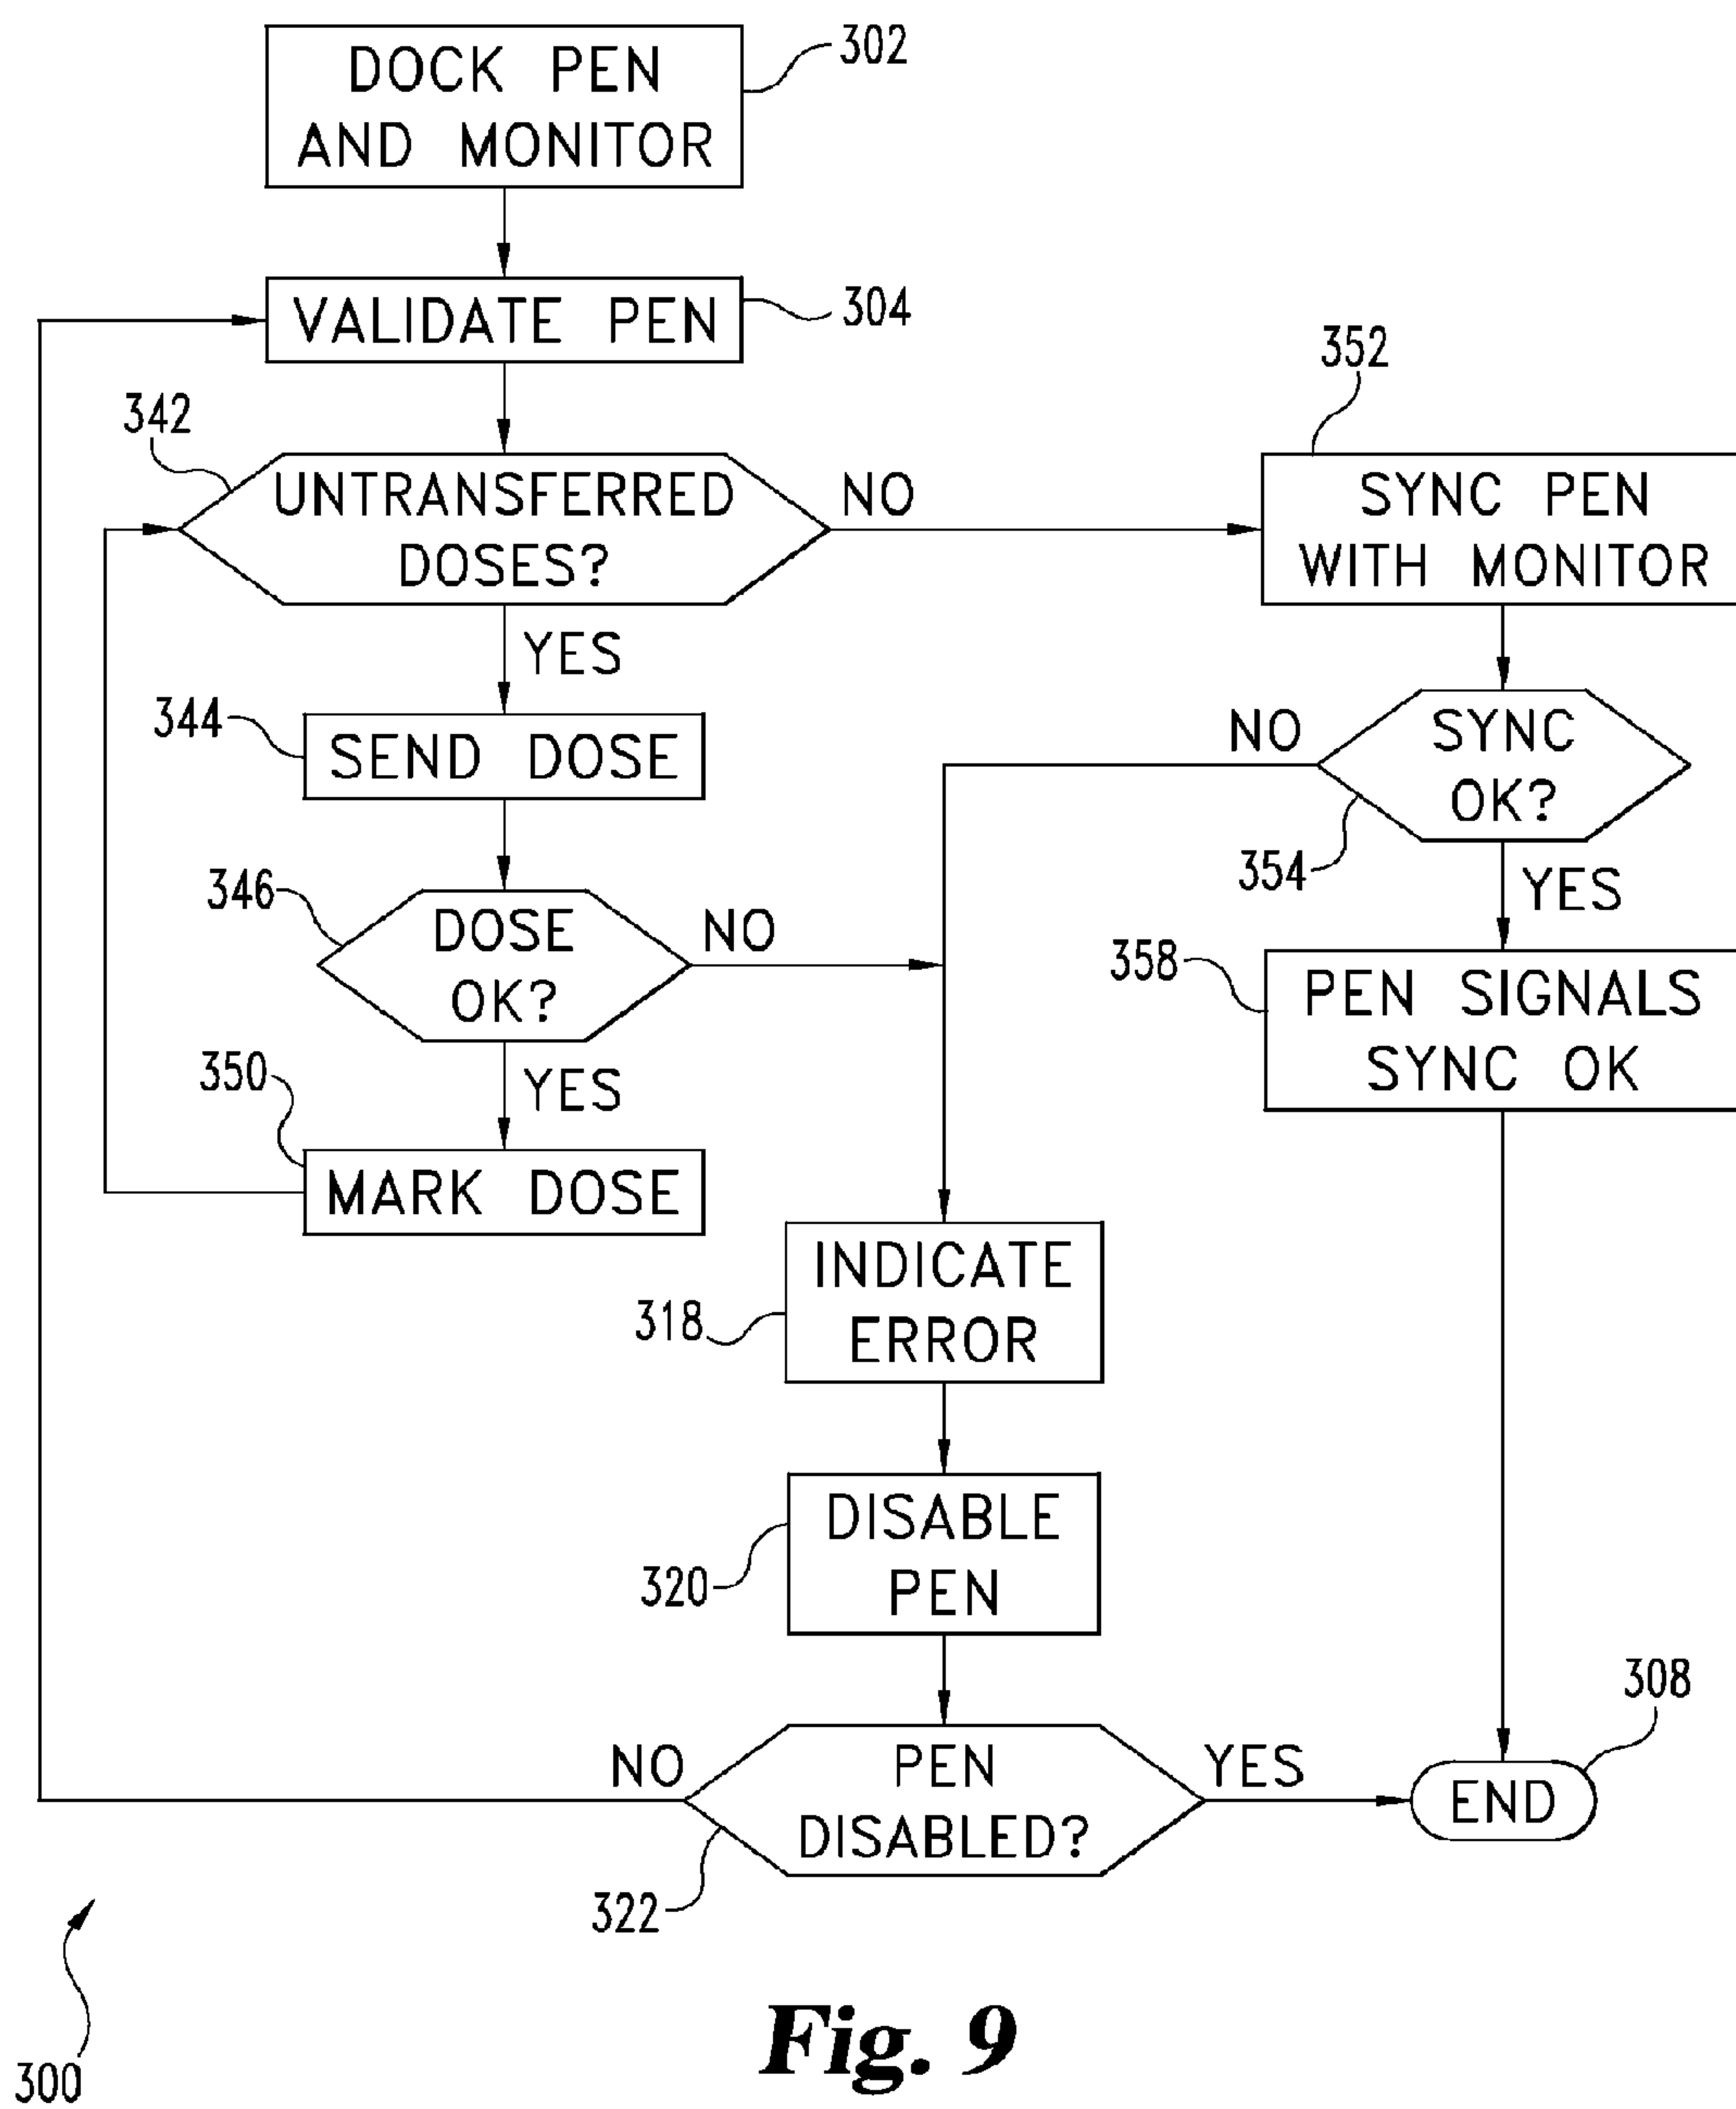 DOCK PEN
AND MONITOR
302
VALIDATE PEN
304
342
UNTRANSFERRED
DOSES?
NO
352
SYNC PEN
WITH MONITOR
YES
344
SEND DOSE
NO
SYNC
OK?
354
YES
346
DOSE
OK?
NO
358
PEN SIGNALS
SYNC OK
350
YES
MARK DOSE
INDICATE
ERROR
318
DISABLE
PEN
320
308
NO
PEN
DISABLED?
YES
END
322
300
Fig. 9